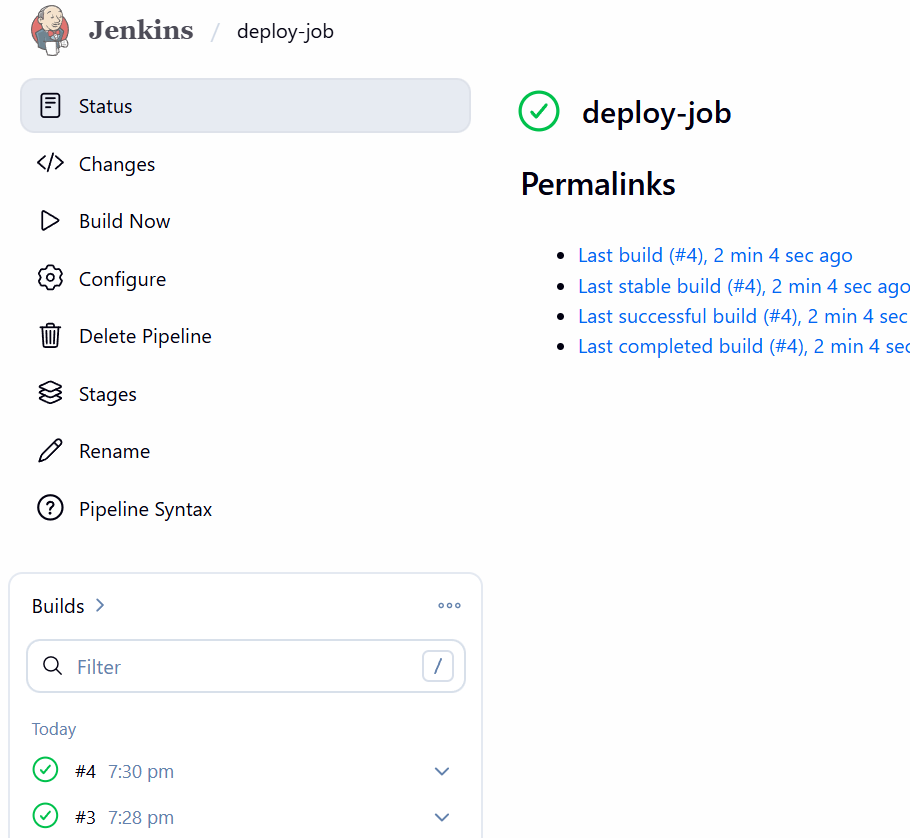 Jenkins / deploy-job
Status
Changes
Build Now
Configure
Delete Pipeline
Stages
Rename
Pipeline Syntax
Builds
Filter /
Today
#4 7:30 pm
#3 7:28 pm
deploy-job
Permalinks
Last build (#4), 2 min 4 sec ago
Last stable build (#4), 2 min 4 sec ago
Last successful build (#4), 2 min 4 sec
Last completed build (#4), 2 min 4 sec